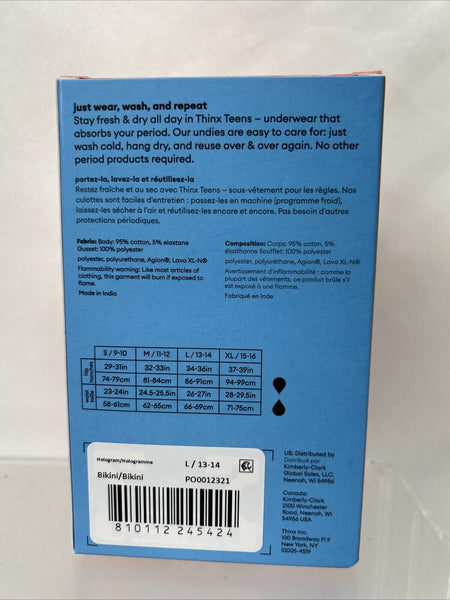 just wear, wash, and repeat
Stay fresh & dry all day in Thinx Teens – underwear that
absorbs your period. Our undies are easy to care for: just
wash cold, hang dry, and reuse over & over again. No other
period products required.
portez-la, lavez-la et réutilisez-la
Restez fraîche et au sec avec Thinx Teens – sous-vêtement pour les règles. Nos
culottes sont faciles d'entretien : passez-les en machine (programme froid),
laissez-les sécher à l'air et réutilisez-les encore et encore. Pas besoin d'autres
protections périodiques.
Fabric: Body: 95% cotton, 5% elastane
Gusset: 100% polyester
polyester, polyurethane, Agion®, Lava XL-N®
Flammability warning: Like most articles of
clothing, this garment will burn if exposed to
flame.
Made in India
Composition: Corps: 95% coton, 5%
élasthanne Soufflet: 100% polyester
polyester, polyuréthane, Agion®, Lava XL-N®
Avertissement d'inflammabilité : comme la
plupart des vêtements, ce produit brûle s'il
est exposé à une flamme.
Fabriqué en Inde
S / 9-10 M / 11-12 L / 13-14 XL / 15-16
hip
hanches
29-31in 32-33in 34-36in 37-39in
74-79cm 81-84cm 86-91cm 94-99cm
waist
taille
23-24in 24.5-25.5in 26-27in 28-29.5in
58-61cm 62-65cm 66-69cm 71-75cm
Hologram/Hologramme L / 13-14
Bikini/Bikini PO0012321
810112245424
US: Distributed by
Distribué par
Kimberly-Clark
Global Sales, LLC.
Neenah, WI 54956
Canada:
Kimberly-Clark
2100 Winchester
Road, Neenah, WI
54956 USA
Thinx Inc.
100 Broadway Fl 9
New York, NY
10005-4519